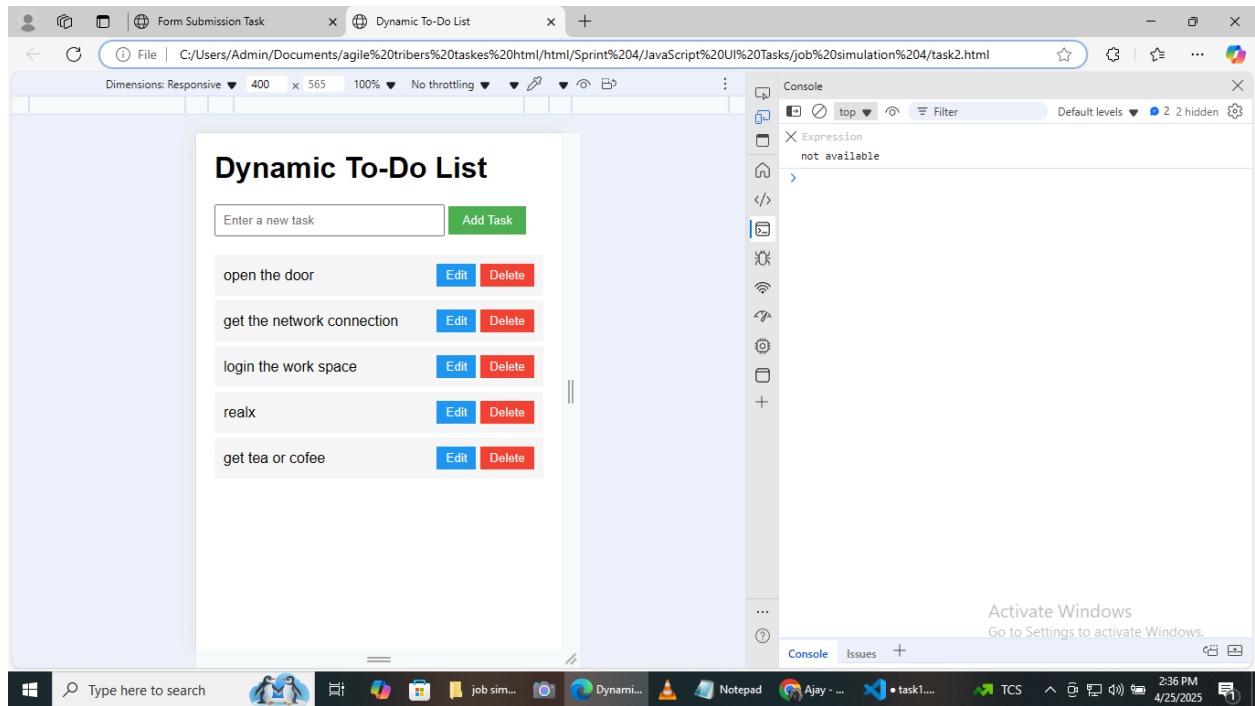 Form Submission Task
Dynamic To-Do List
File
C:/Users/Admin/Documents/agile%20tribers%20taskes%20html/html/Sprint%204/JavaScript%20UI%20Tasks/job%20simulation%204/task2.html
Dimensions: Responsive 400 x 565 100% No throttling
Console
top Filter Default levels 2 2 hidden
Expression
not available
Dynamic To-Do List
Enter a new task Add Task
open the door Edit Delete
get the network connection Edit Delete
login the work space Edit Delete
realx Edit Delete
get tea or cofee Edit Delete
Activate Windows
Go to Settings to activate Windows.
Console Issues
Type here to search job sim... Dynami... Notepad Ajay - ... task1.... TCS 2:36 PM
4/25/2025 1